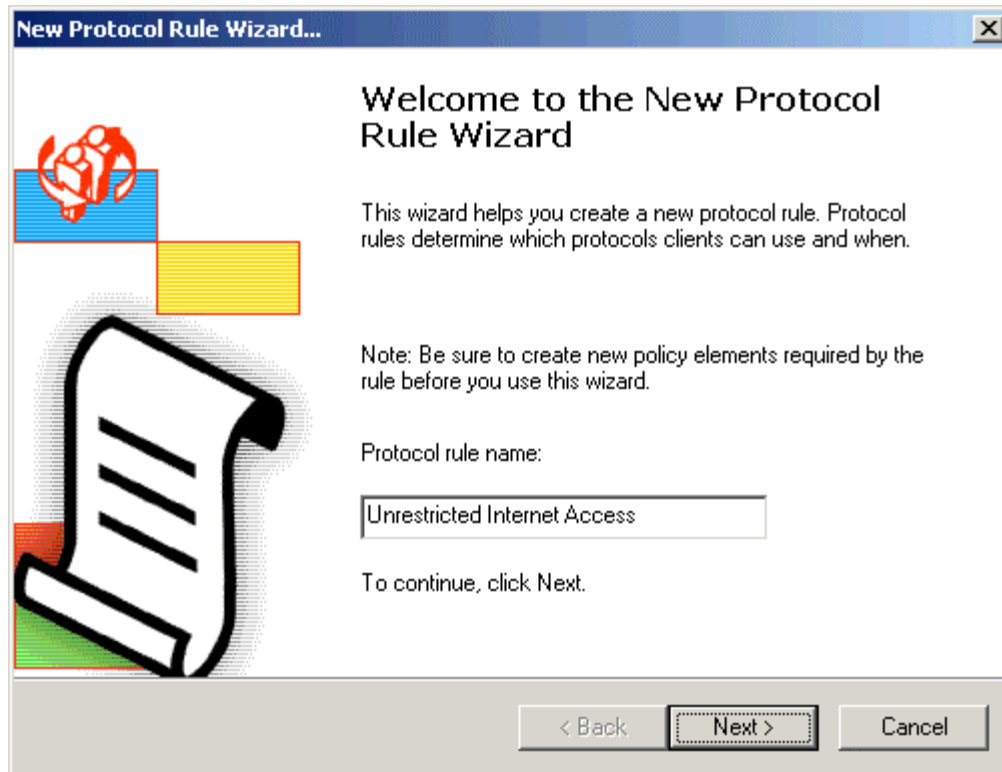 New Protocol Rule Wizard...
Welcome to the New Protocol
Rule Wizard
This wizard helps you create a new protocol rule. Protocol
rules determine which protocols clients can use and when.
Note: Be sure to create new policy elements required by the
rule before you use this wizard.
Protocol rule name:
Unrestricted Internet Access
To continue, click Next.
< Back Next > Cancel